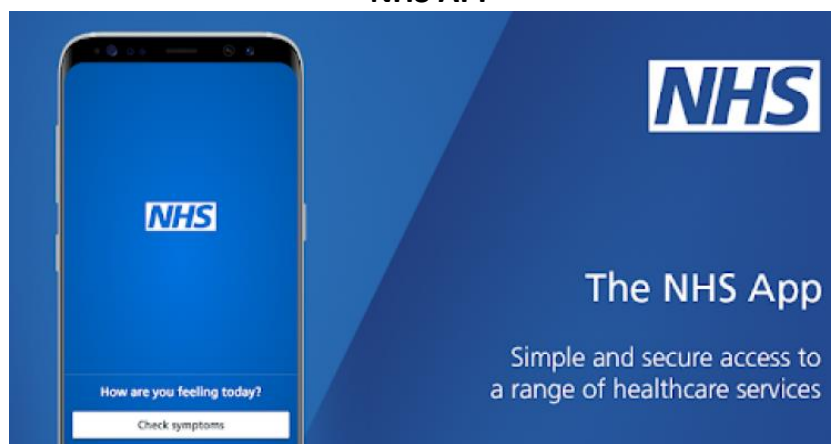 NHS
NHS
The NHS App
Simple and secure access to
a range of healthcare services
How are you feeling today?
Check symptoms